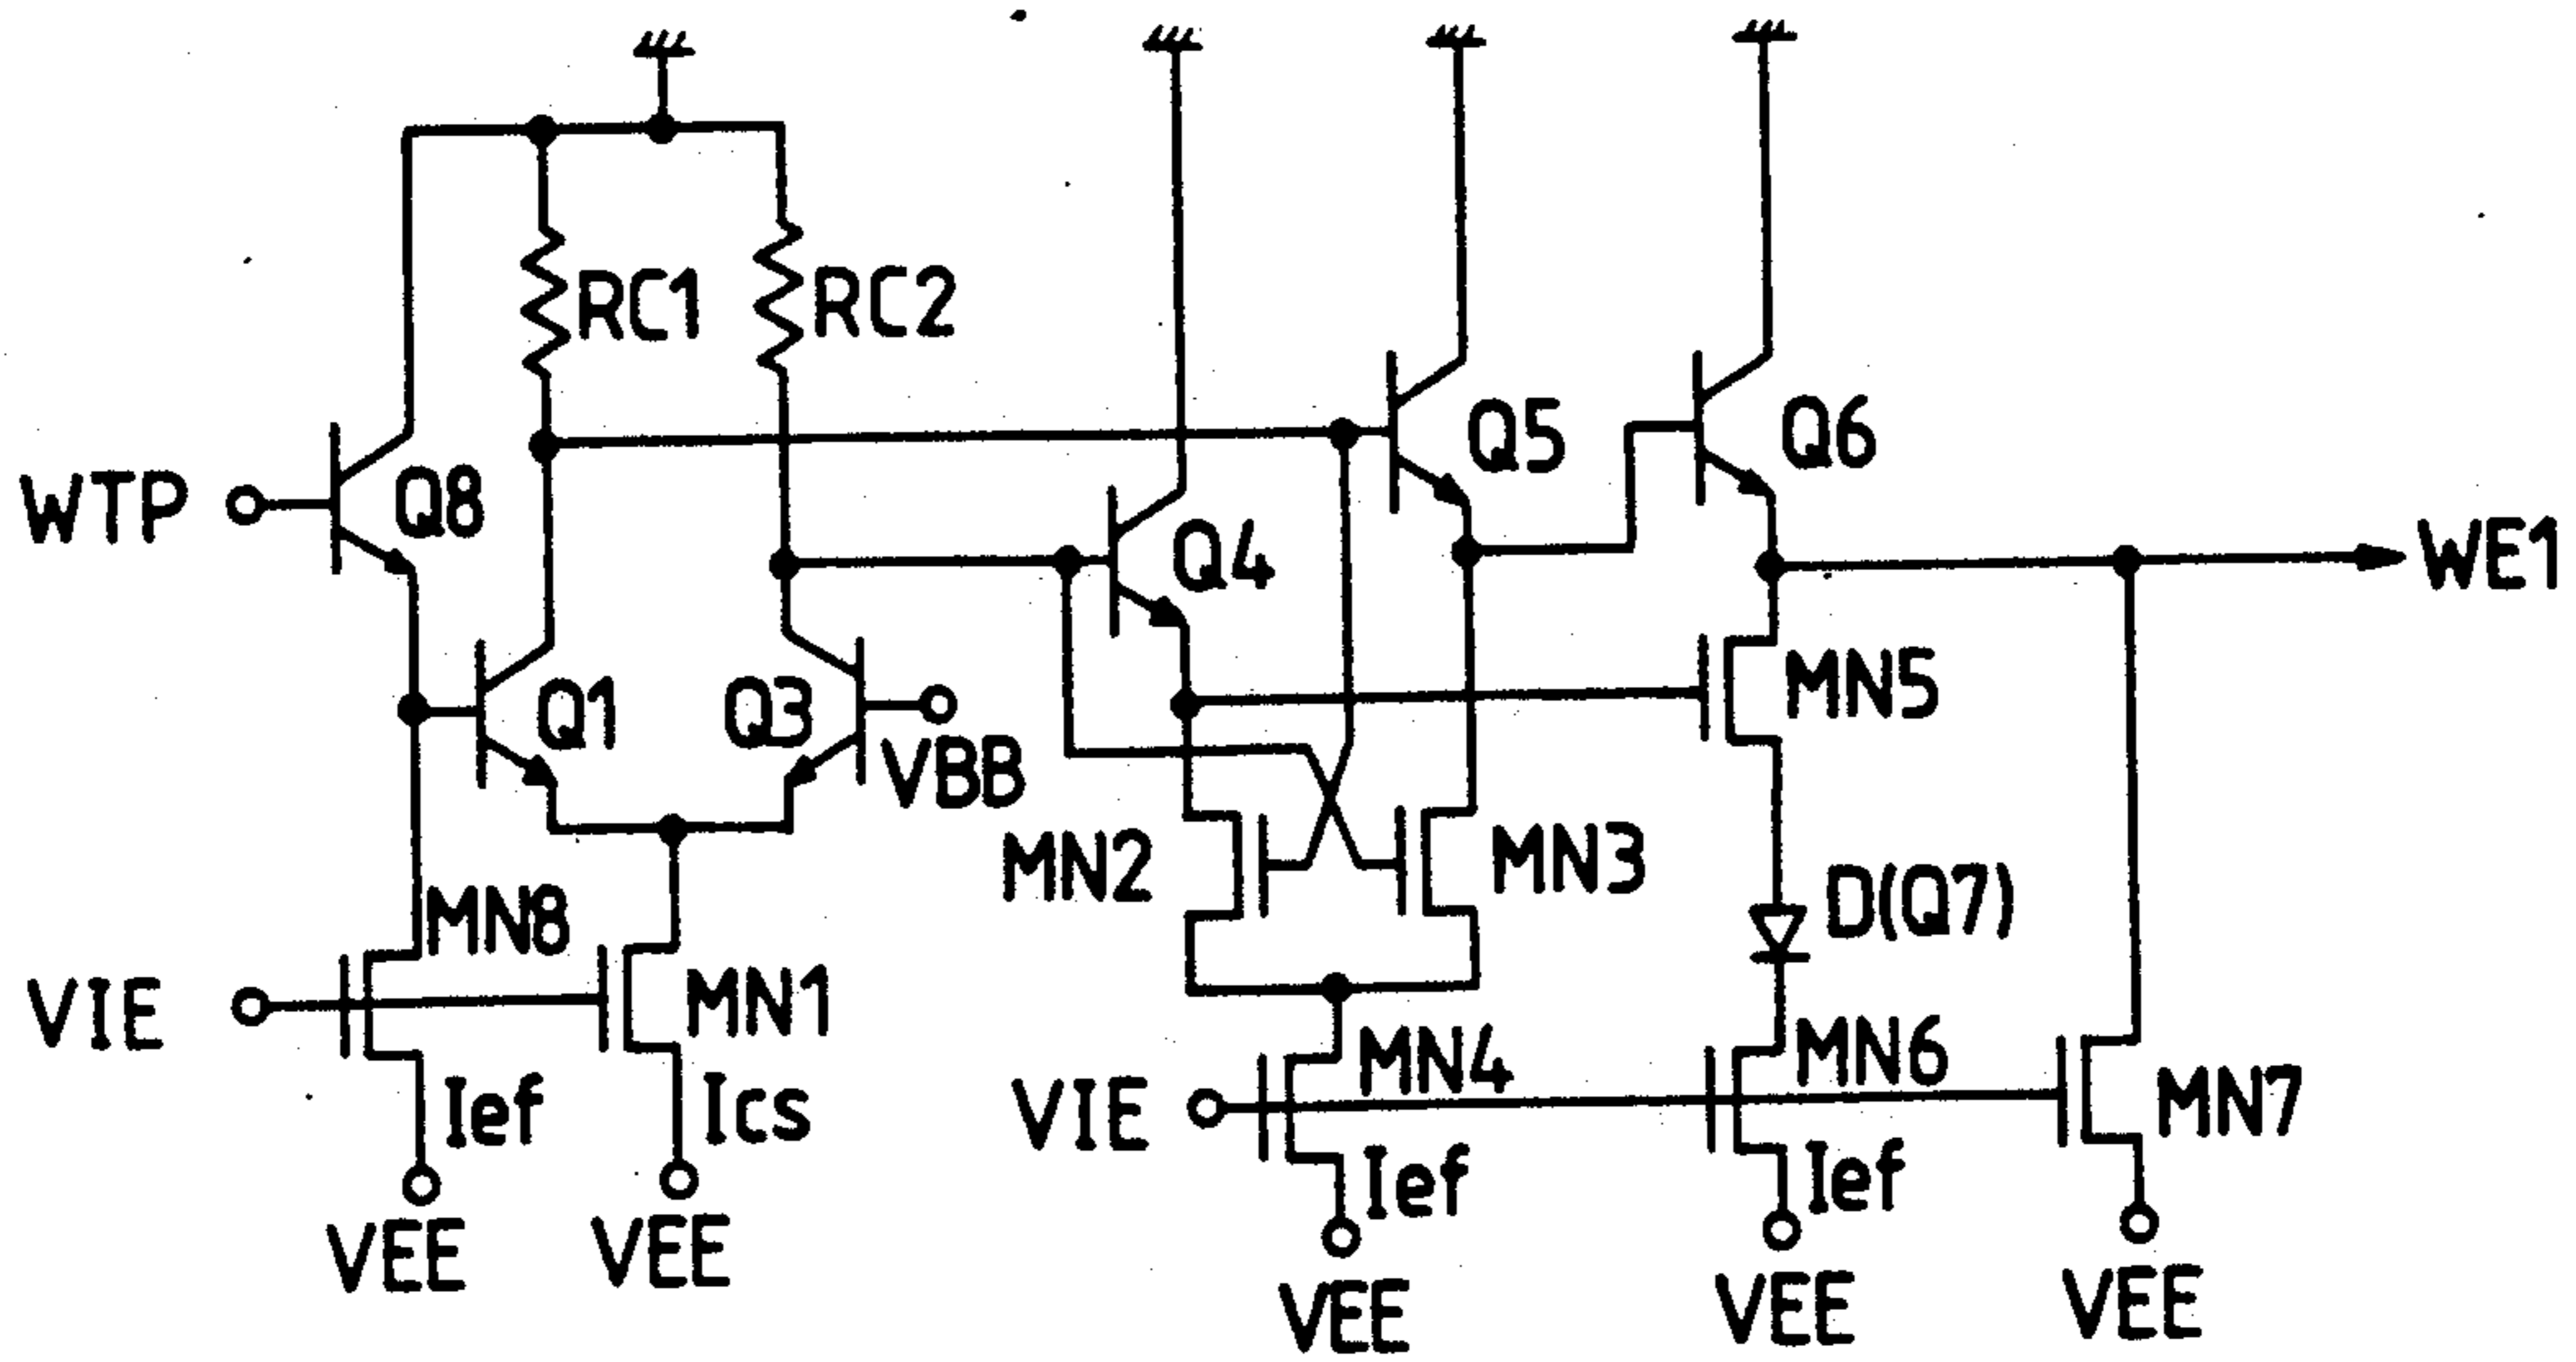 RC1
RC2
WTP
Q8
Q5
Q6
Q4
WE1
Q1
Q3
VBB
MN5
MN2
MN3
D(Q7)
MN8
VIE
MN1
MN4
MN6
MN7
Ief
Ics
VIE
Ief
Ief
VEE
VEE
VEE
VEE
VEE